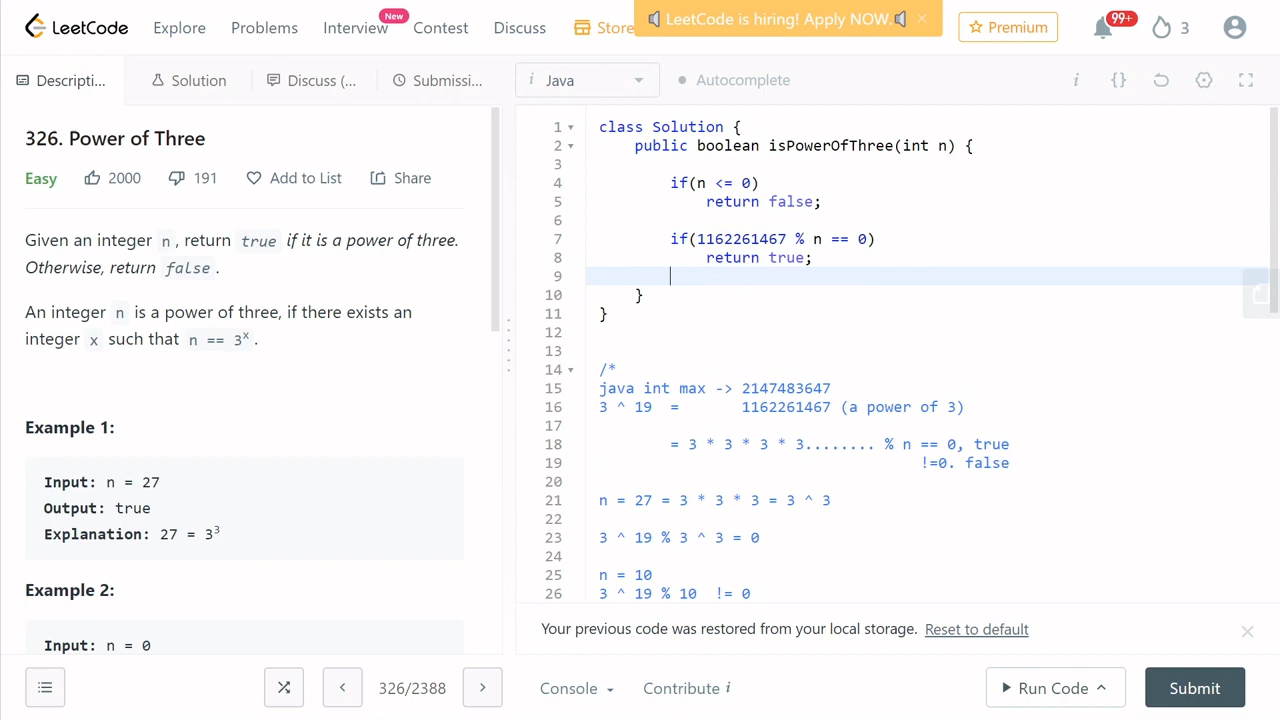 LeetCode
Explore
Problems
Interview
New
Contest
Discuss
Store
LeetCode is hiring! Apply NOW.
Premium
99+
3
Descripti...
Solution
Discuss (...
Submissi...
i Java
Autocomplete
i
{}
326. Power of Three
Easy
2000
191
Add to List
Share
Given an integer n, return true if it is a power of three.
Otherwise, return false.
An integer n is a power of three, if there exists an
integer x such that n == 3ˣ.
Example 1:
Input: n = 27
Output: true
Explanation: 27 = 3³
Example 2:
Input: n = 0
1 class Solution {
2 public boolean isPowerOfThree(int n) {
3
4 if(n <= 0)
5 return false;
6
7 if(1162261467 % n == 0)
8 return true;
9
10 }
11 }
12
13
14 /*
15 java int max -> 2147483647
16 3 ^ 19 = 1162261467 (a power of 3)
17
18 = 3 * 3 * 3 * 3........ % n == 0, true
19 !=0. false
20
21 n = 27 = 3 * 3 * 3 = 3 ^ 3
22
23 3 ^ 19 % 3 ^ 3 = 0
24
25 n = 10
26 3 ^ 19 % 10 != 0
Your previous code was restored from your local storage. Reset to default
326/2388
Console
Contribute i
Run Code
Submit